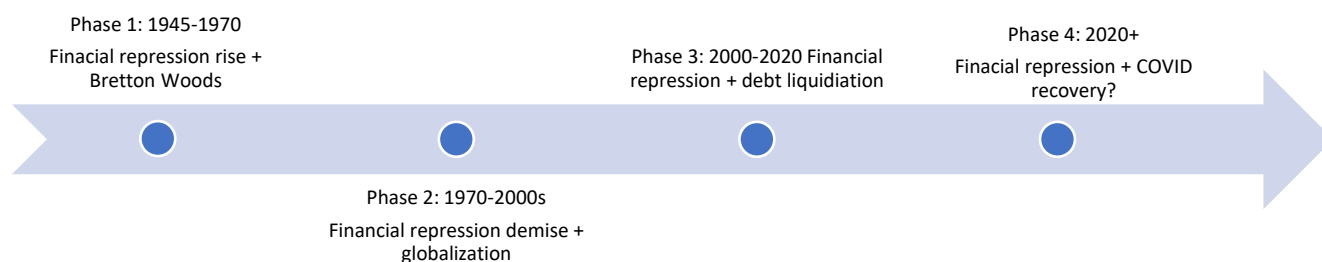 Phase 1: 1945-1970
Finacial repression rise +
Bretton Woods
Phase 2: 1970-2000s
Financial repression demise +
globalization
Phase 3: 2000-2020 Financial
repression + debt liquidiation
Phase 4: 2020+
Finacial repression + COVID
recovery?